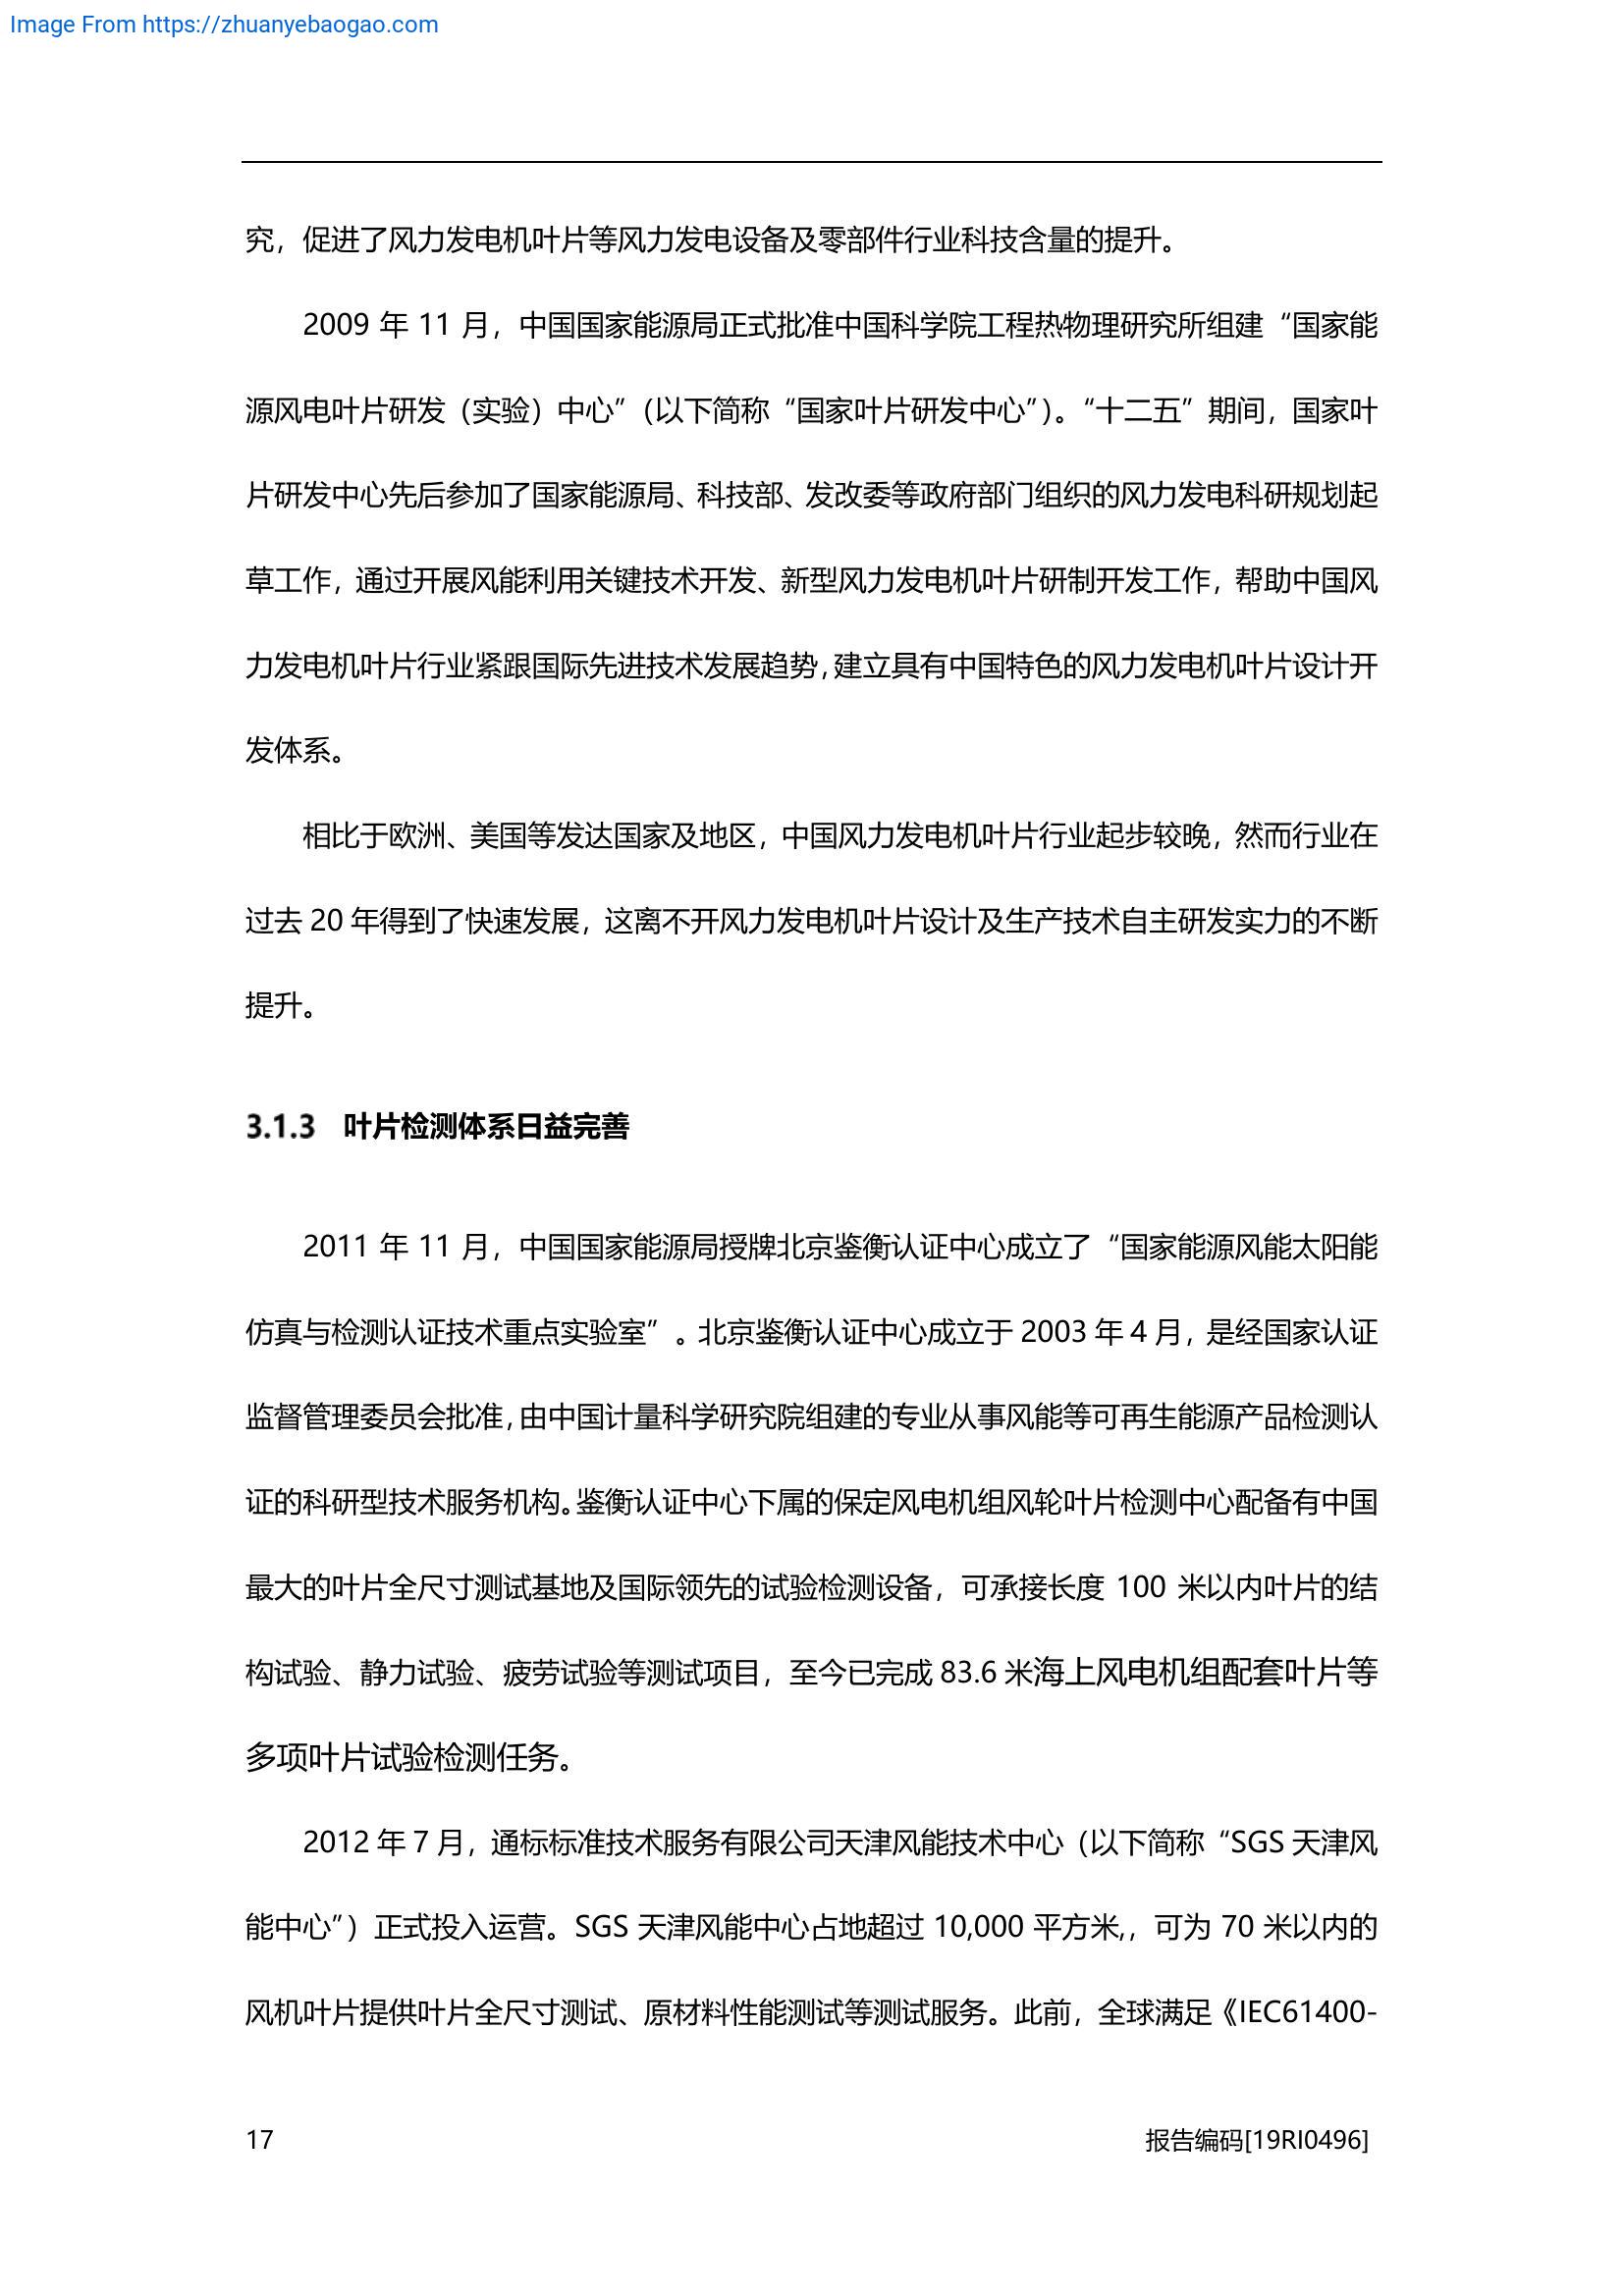 Image From https://zhuanyebaogao.com
究，促进了风力发电机叶片等风力发电设备及零部件行业科技含量的提升。
2009 年 11 月，中国国家能源局正式批准中国科学院工程热物理研究所组建“国家能
源风电叶片研发（实验）中心”（以下简称“国家叶片研发中心”）。“十二五”期间，国家叶
片研发中心先后参加了国家能源局、科技部、发改委等政府部门组织的风力发电科研规划起
草工作，通过开展风能利用关键技术开发、新型风力发电机叶片研制开发工作，帮助中国风
力发电机叶片行业紧跟国际先进技术发展趋势，建立具有中国特色的风力发电机叶片设计开
发体系。
相比于欧洲、美国等发达国家及地区，中国风力发电机叶片行业起步较晚，然而行业在
过去 20 年得到了快速发展，这离不开风力发电机叶片设计及生产技术自主研发实力的不断
提升。
3.1.3 叶片检测体系日益完善
2011 年 11 月，中国国家能源局授牌北京鉴衡认证中心成立了“国家能源风能太阳能
仿真与检测认证技术重点实验室”。北京鉴衡认证中心成立于 2003 年 4 月，是经国家认证
监督管理委员会批准，由中国计量科学研究院组建的专业从事风能等可再生能源产品检测认
证的科研型技术服务机构。鉴衡认证中心下属的保定风电机组风轮叶片检测中心配备有中国
最大的叶片全尺寸测试基地及国际领先的试验检测设备，可承接长度 100 米以内叶片的结
构试验、静力试验、疲劳试验等测试项目，至今已完成 83.6 米海上风电机组配套叶片等
多项叶片试验检测任务。
2012 年 7 月，通标标准技术服务有限公司天津风能技术中心（以下简称“SGS 天津风
能中心”）正式投入运营。SGS 天津风能中心占地超过 10,000 平方米,，可为 70 米以内的
风机叶片提供叶片全尺寸测试、原材料性能测试等测试服务。此前，全球满足《IEC61400-
17
报告编码[19RI0496]